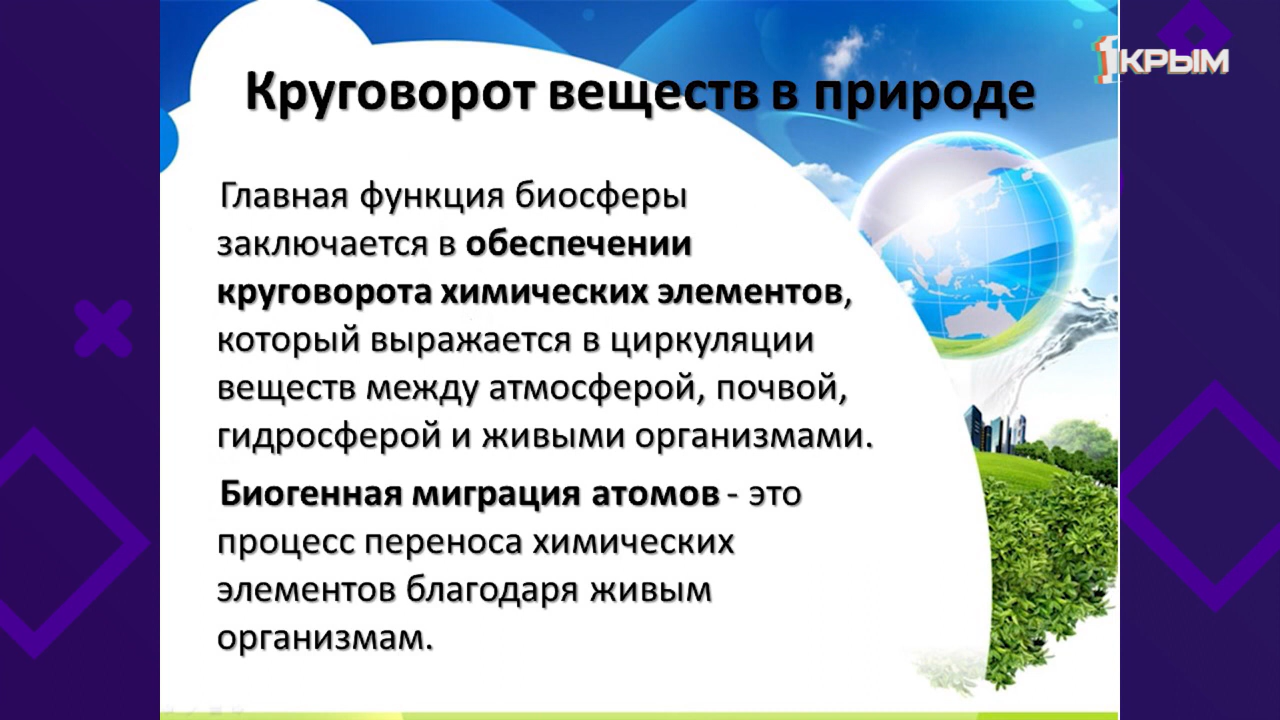 1КРЫМ
Круговорот веществ в природе
Главная функция биосферы
заключается в обеспечении
круговорота химических элементов,
который выражается в циркуляции
веществ между атмосферой, почвой,
гидросферой и живыми организмами.
Биогенная миграция атомов - это
процесс переноса химических
элементов благодаря живым
организмам.